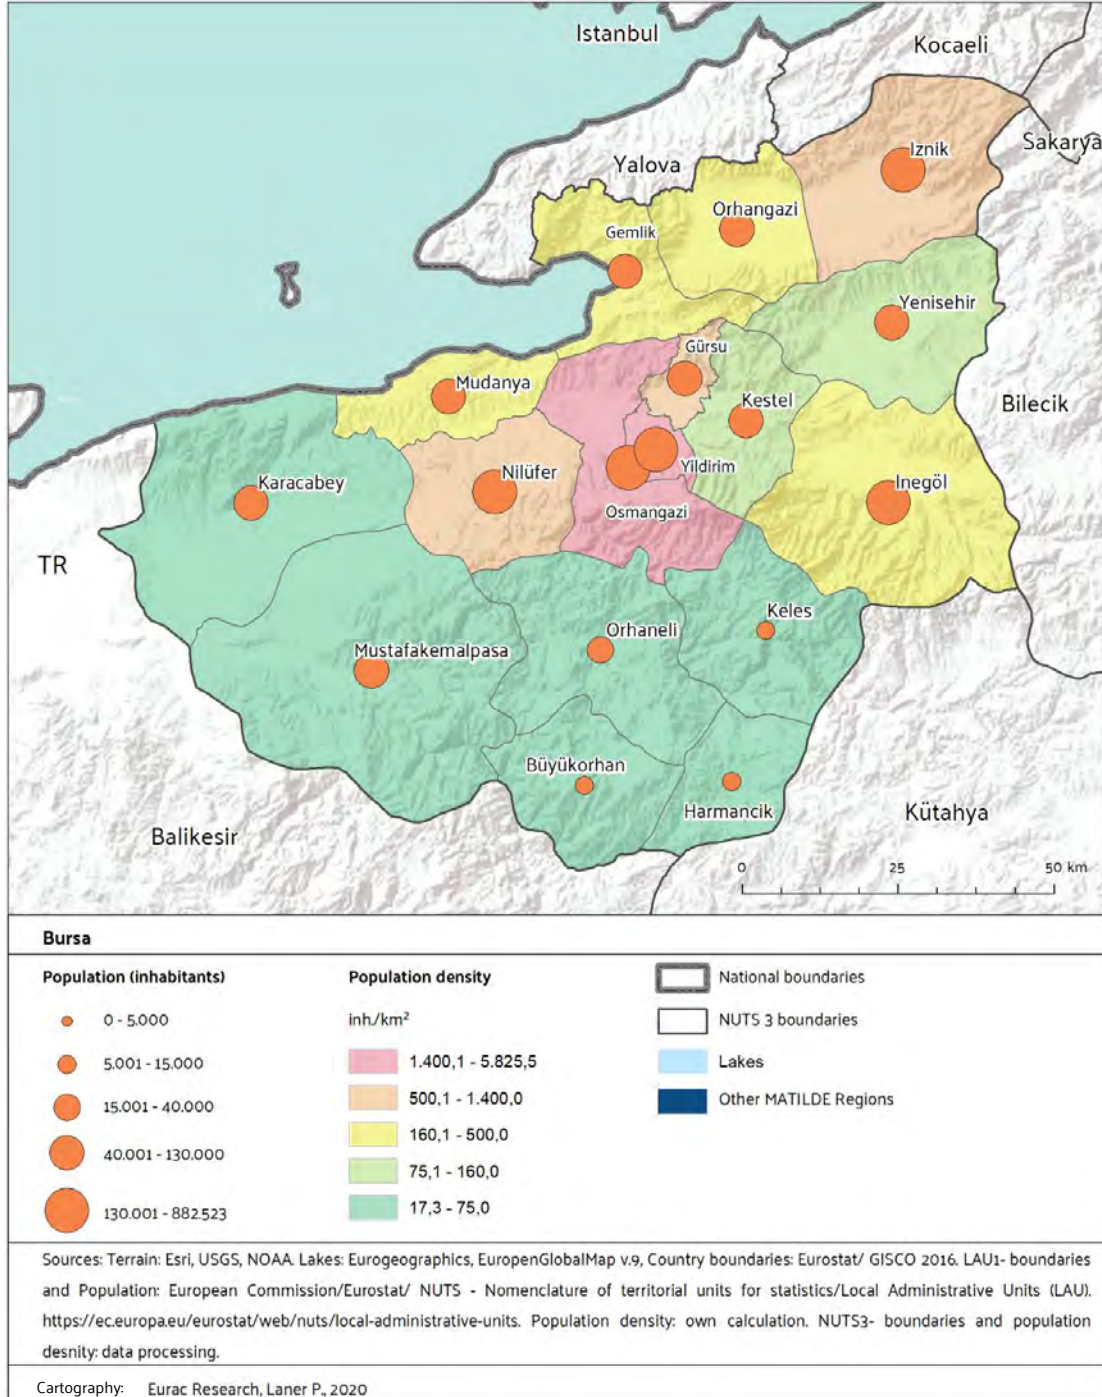 Istanbul
Kocaeli
Sakarya
Iznik
Yalova
Orhangazi
Gemlik
Yenisehir
Gürsu
Mudanya
Kestel
Bilecik
Nilüfer
Yildirim
Karacabey
Inegöl
Osmangazi
TR
Keles
Orhaneli
Mustafakemalpasa
Büyükorhan
Harmancik
Kütahya
Balikesir
0 25 50 km
Bursa
Population (inhabitants)
0 - 5.000
5.001 - 15.000
15.001 - 40.000
40.001 - 130.000
130.001 - 882.523
Population density
inh./km²
1.400,1 - 5.825,5
500,1 - 1.400,0
160,1 - 500,0
75,1 - 160,0
17,3 - 75,0
National boundaries
NUTS 3 boundaries
Lakes
Other MATILDE Regions
Sources: Terrain: Esri, USGS, NOAA. Lakes: Eurogeographics, EuropenGlobalMap v.9, Country boundaries: Eurostat/ GISCO 2016. LAU1- boundaries
and Population: European Commission/Eurostat/ NUTS - Nomenclature of territorial units for statistics/Local Administrative Units (LAU).
https://ec.europa.eu/eurostat/web/nuts/local-administrative-units. Population density: own calculation. NUTS3- boundaries and population
desnity: data processing.
Cartography: Eurac Research, Laner P., 2020